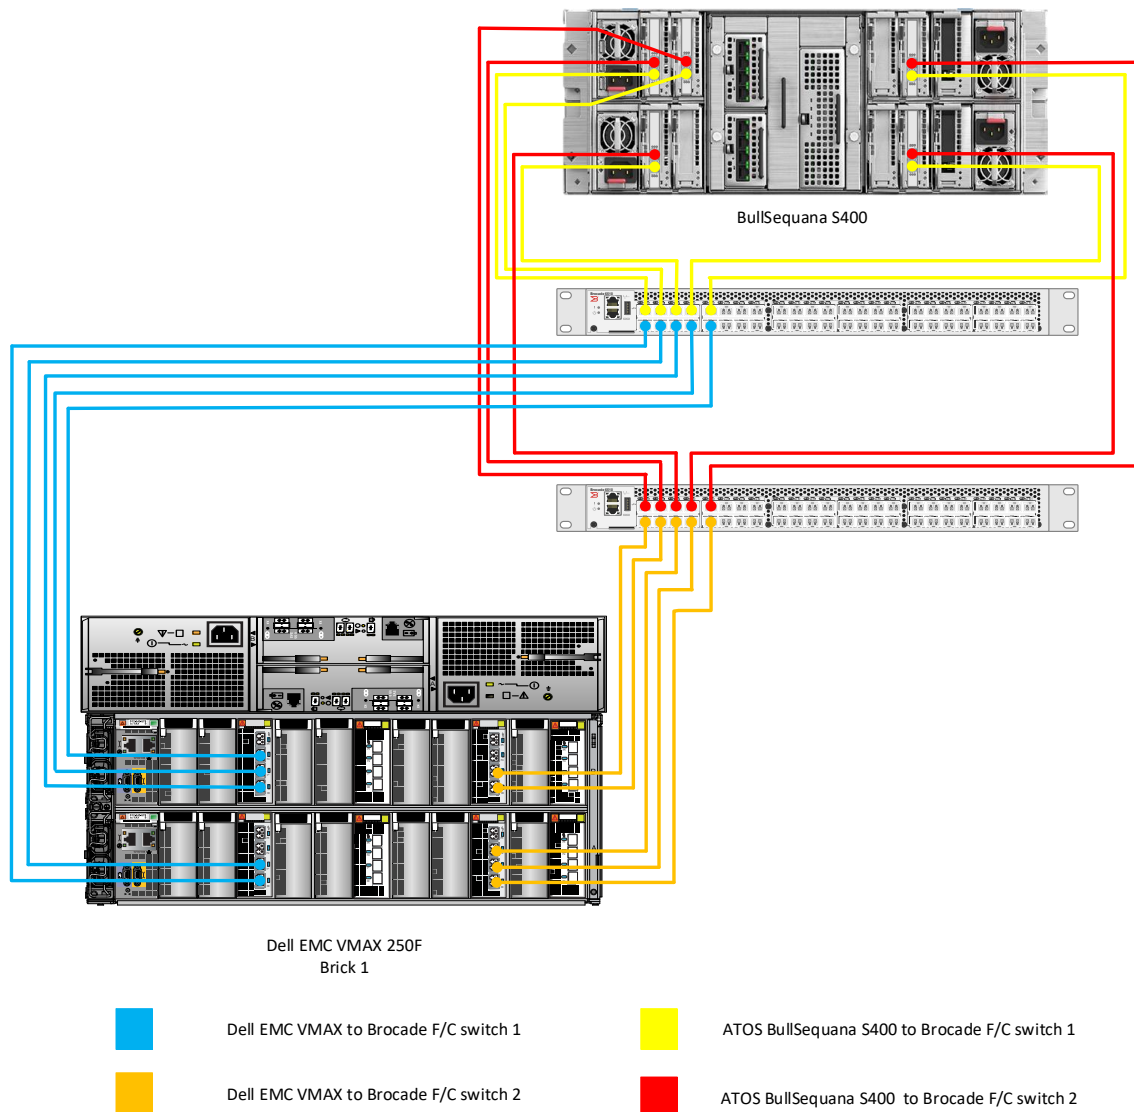 BullSequana S400
Dell EMC VMAX 250F
Brick 1
Dell EMC VMAX to Brocade F/C switch 1
ATOS BullSequana S400 to Brocade F/C switch 1
Dell EMC VMAX to Brocade F/C switch 2
ATOS BullSequana S400 to Brocade F/C switch 2